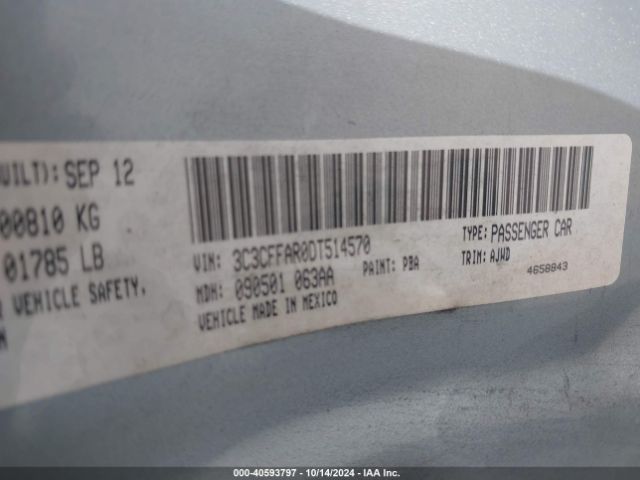 UILT): SEP 12
00810 KG
01785 LB
VEHICLE SAFETY.
VIN: 3C3CFFAR0DT514570
TYPE: PASSENGER CAR
MDH: 090501 063AA
PAINT: PBA
TRIM: AJWD
VEHICLE MADE IN MEXICO
4658843
000-40593797 - 10/14/2024 - IAA Inc.